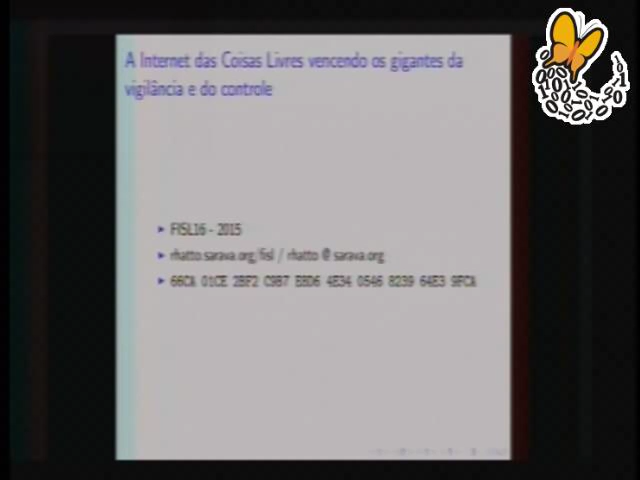 A Internet das Coisas Livres vencendo os gigantes da
vigilância e do controle
FISL16 - 2015
rhatto.sarava.org/fisl / rhatto @ sarava.org
66CA 01CE 2BF2 C9B7 E8D6 4E34 0546 8239 64E3 9FCA